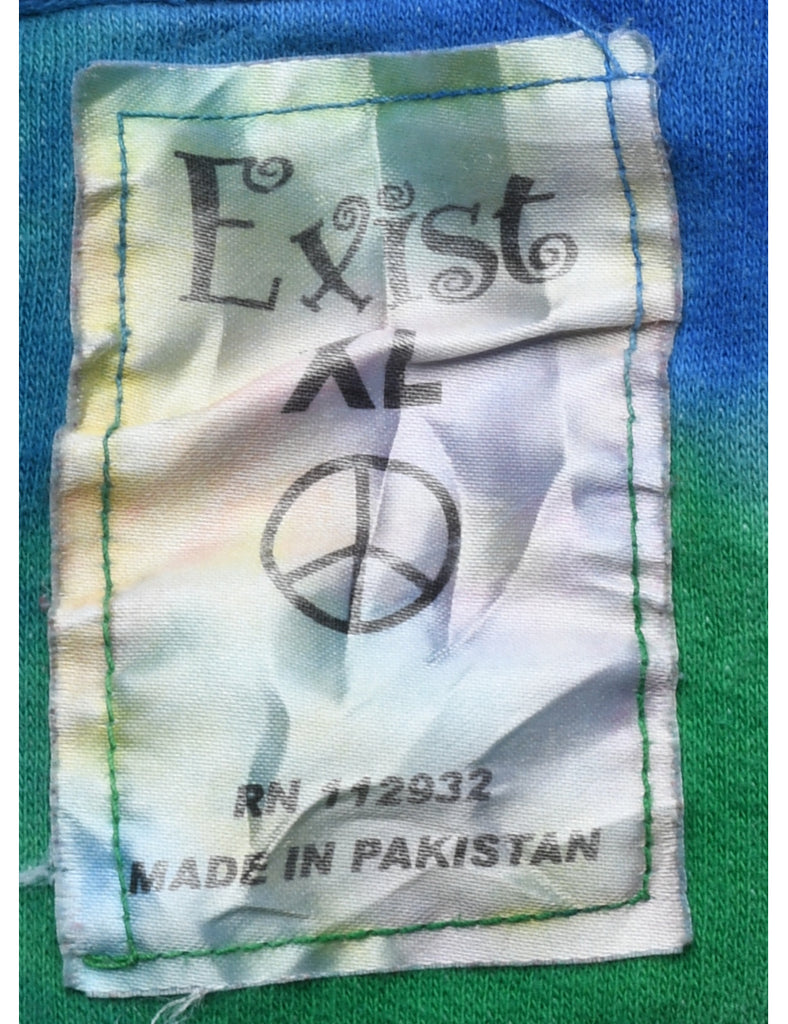 Exist
XL
RN 112932
MADE IN PAKISTAN